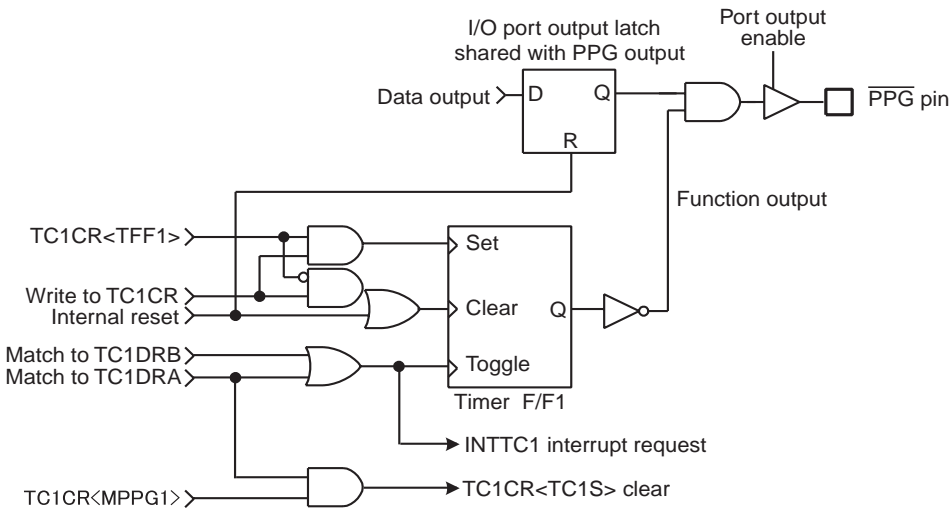 I/O port output latch
shared with PPG output
Port output
enable
Data output
D
Q
R
PPG pin
Function output
TC1CR<TFF1>
Set
Write to TC1CR
Internal reset
Clear
Q
Match to TC1DRB
Match to TC1DRA
Toggle
Timer F/F1
INTTC1 interrupt request
TC1CR<TC1S> clear
TC1CR<MPPG1>